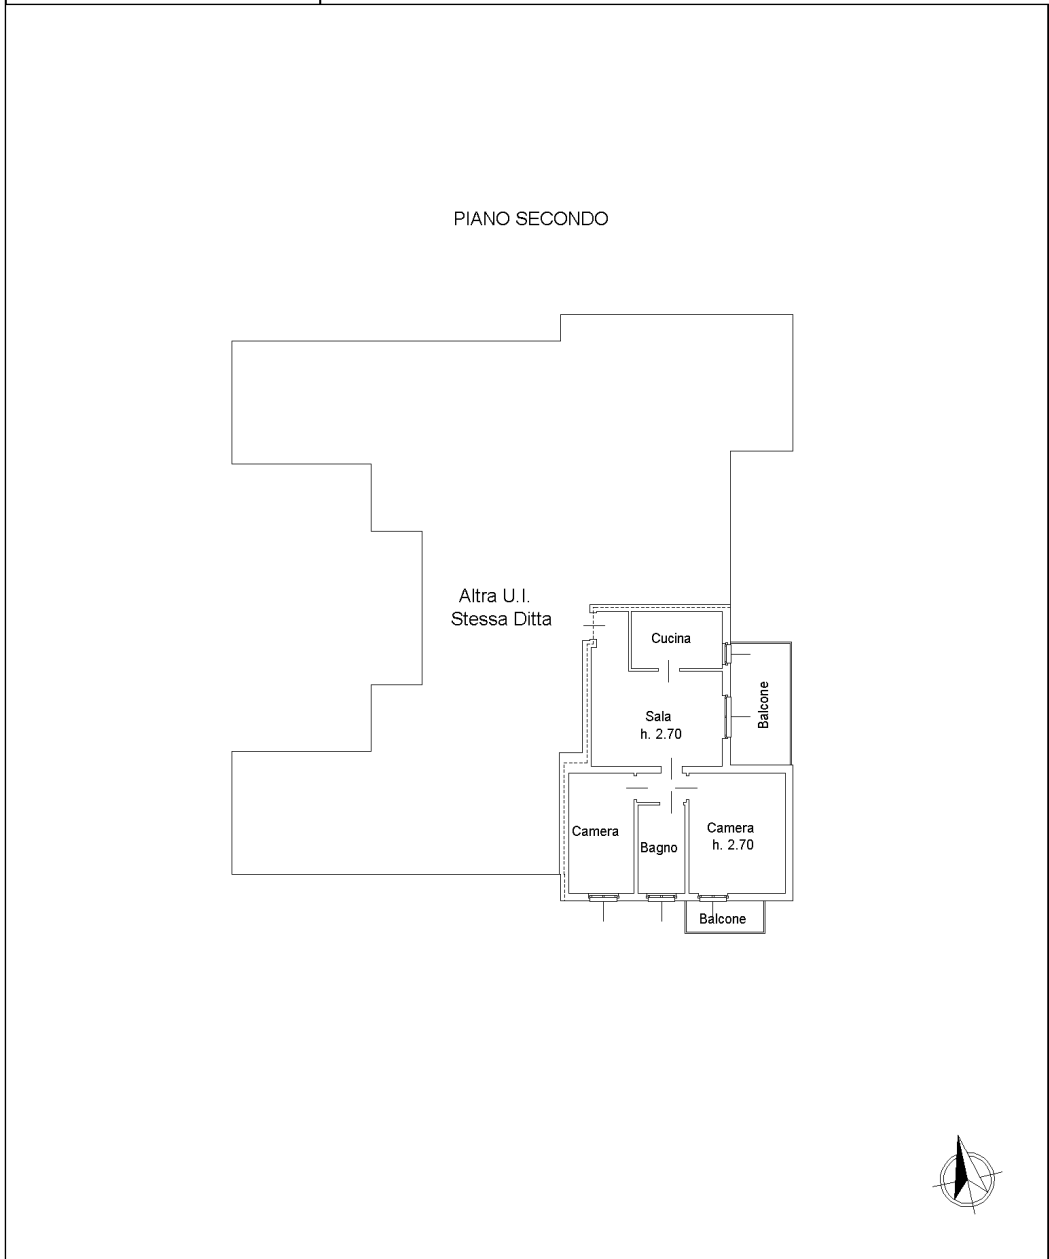 PIANO SECONDO
Altra U.I.
Stessa Ditta
Cucina
Balcone
Sala
h. 2.70
Camera
Bagno
Camera
h. 2.70
Balcone